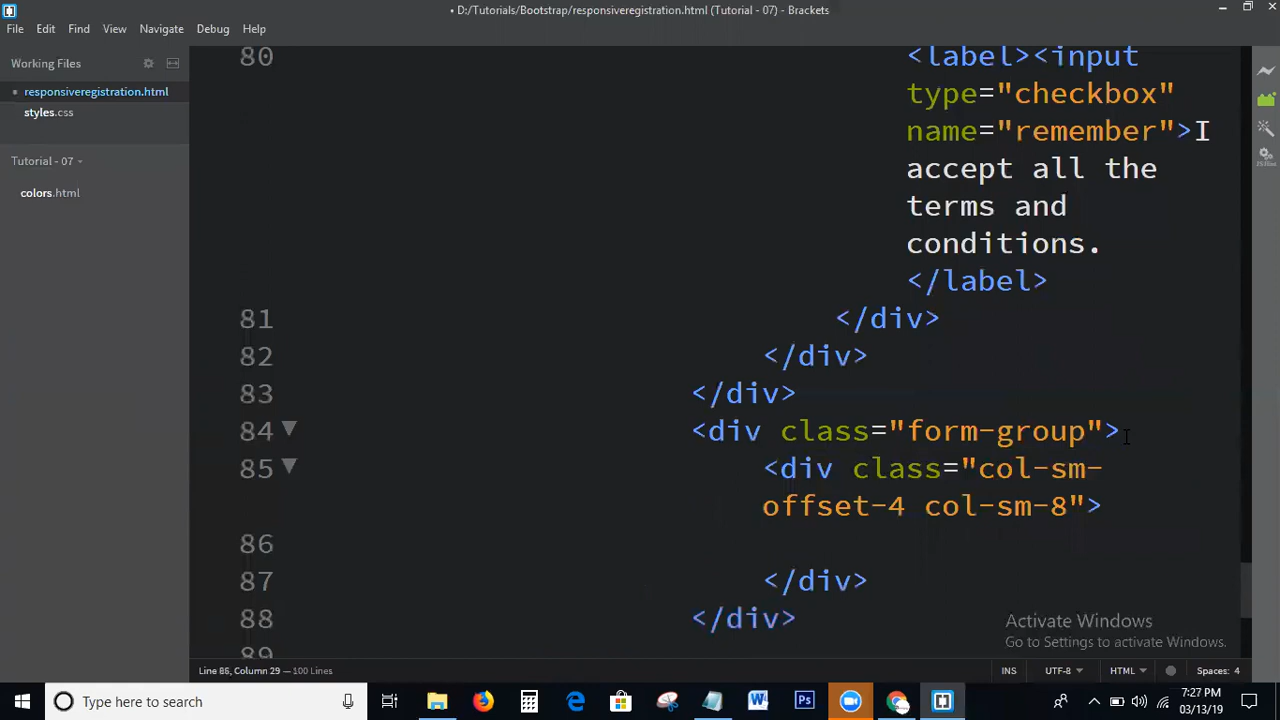 • D:/Tutorials/Bootstrap/responsiveregistration.html (Tutorial - 07) - Brackets
File Edit Find View Navigate Debug Help
Working Files
responsiveregistration.html
styles.css
Tutorial - 07
colors.html
80 <label><input
type="checkbox"
name="remember">I
accept all the
terms and
conditions.
</label>
81 </div>
82 </div>
83 </div>
84 <div class="form-group">
85 <div class="col-sm-
offset-4 col-sm-8">
86
87 </div>
88 </div>
89
Activate Windows
Go to Settings to activate Windows.
Line 86, Column 29 — 100 Lines
INS UTF-8 HTML Spaces: 4
Type here to search
7:27 PM
03/13/19